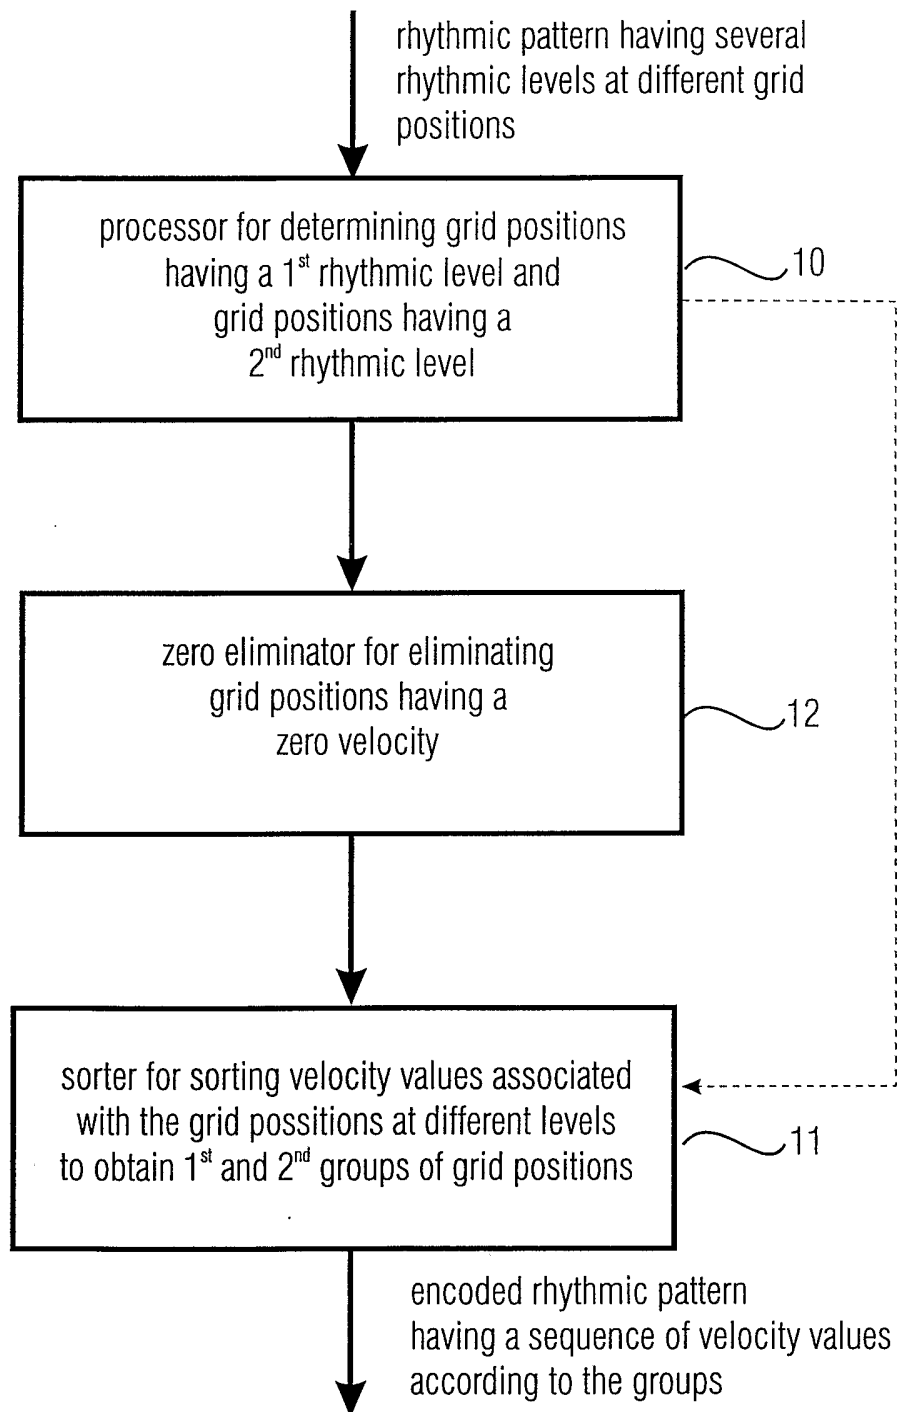 rhythmic pattern having several
rhythmic levels at different grid
positions
processor for determining grid positions
having a 1st rhythmic level and
grid positions having a
2nd rhythmic level
10
zero eliminator for eliminating
grid positions having a
zero velocity
12
sorter for sorting velocity values associated
with the grid possitions at different levels
to obtain 1st and 2nd groups of grid positions
11
encoded rhythmic pattern
having a sequence of velocity values
according to the groups